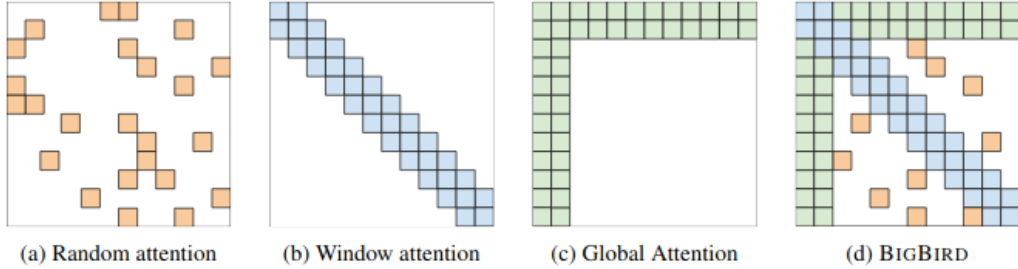 (a) Random attention
(b) Window attention
(c) Global Attention
(d) BIGBIRD